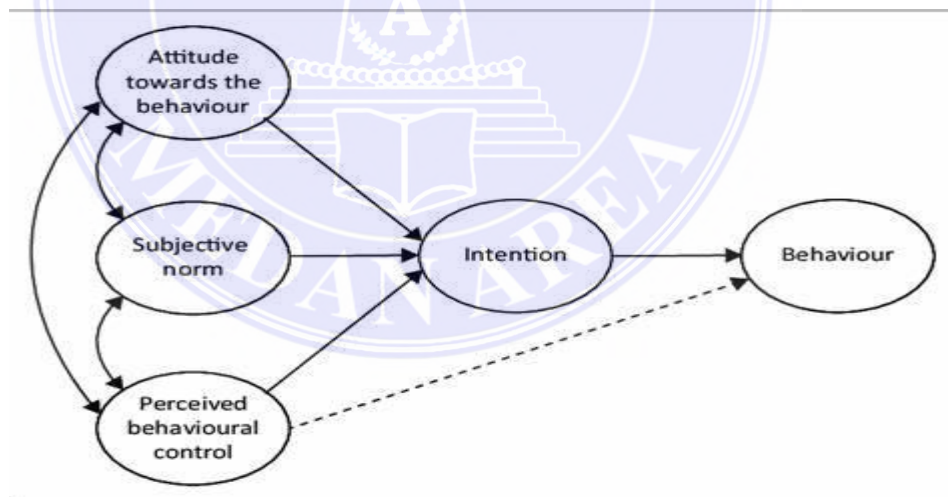 A
Attitude
towards the
behaviour
Subjective
norm
Intention
Behaviour
Perceived
behavioural
control
MEDAN AREA